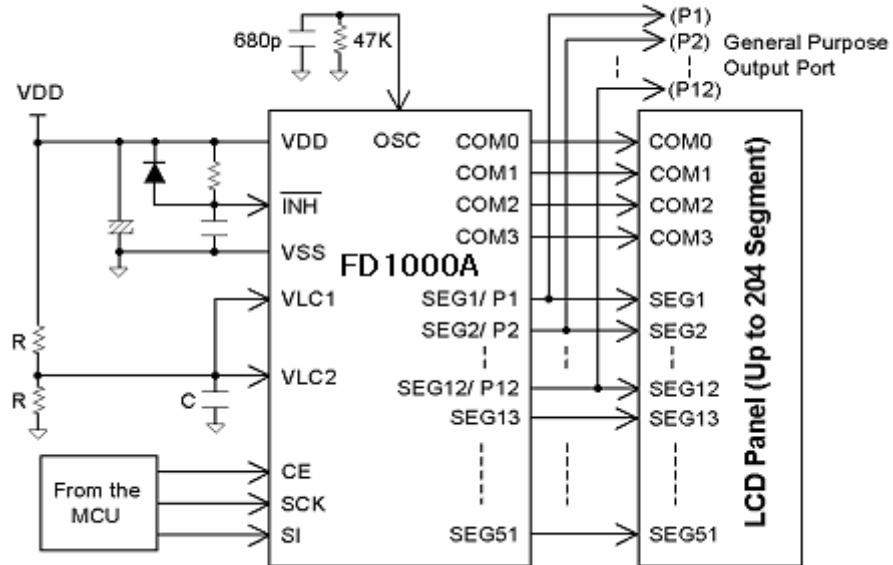 680p
47K
(P1)
(P2)
General Purpose
Output Port
(P12)
VDD
VDD
OSC
COM0
COM0
COM1
COM1
INH
COM2
COM2
COM3
COM3
VSS
FD1000A
VLC1
SEG1/ P1
SEG1
SEG2/ P2
SEG2
R
VLC2
SEG12/ P12
SEG12
R
C
SEG13
SEG13
From the
MCU
CE
SCK
SI
SEG51
SEG51
LCD Panel (Up to 204 Segment)